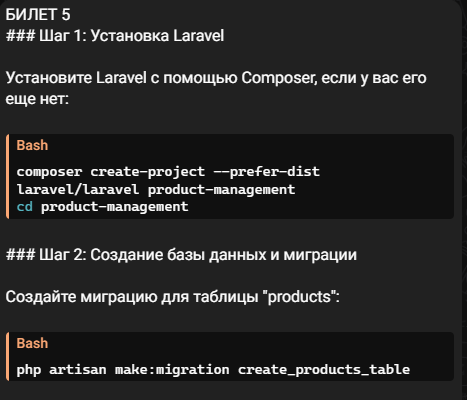 БИЛЕТ 5
### Шаг 1: Установка Laravel
Установите Laravel с помощью Composer, если у вас его
еще нет:
Bash
composer create-project --prefer-dist
laravel/laravel product-management
cd product-management
### Шаг 2: Создание базы данных и миграции
Создайте миграцию для таблицы "products":
Bash
php artisan make:migration create_products_table